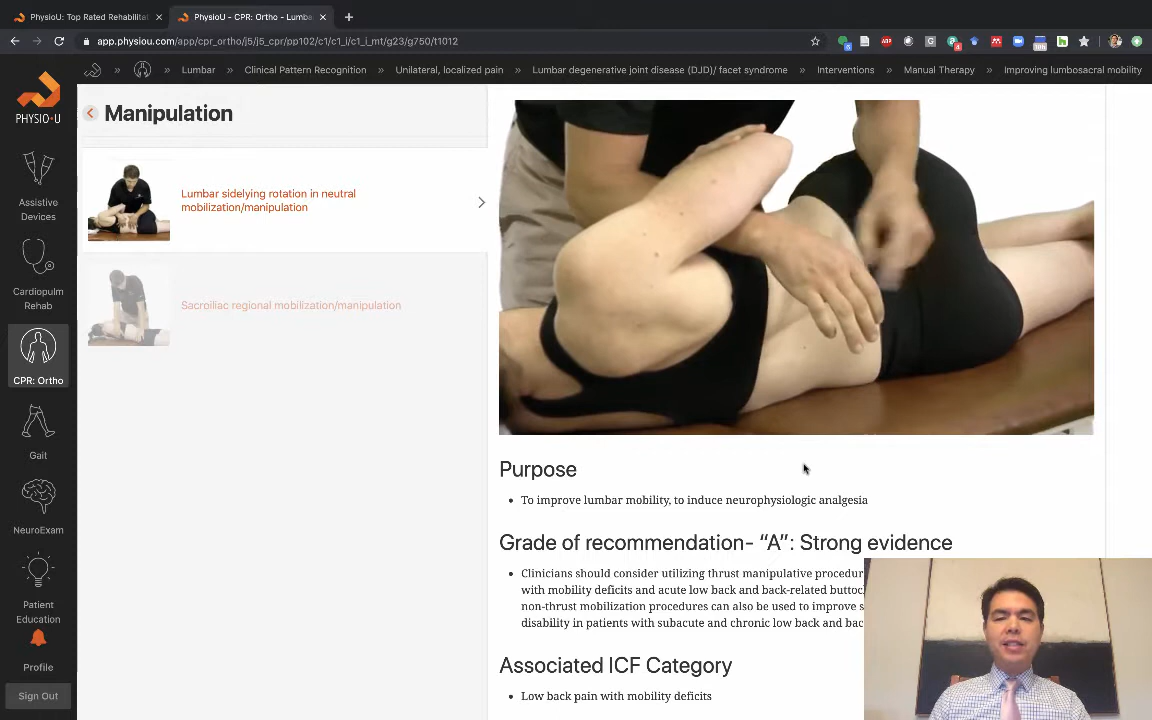 PhysioU: Top Rated Rehabilitat
PhysioU - CPR: Ortho - Lumba
app.physiou.com/app/cpr_ortho/j5/j5_cpr/pp102/c1/c1_i/c1_i_mt/g23/g750/t1012
» » Lumbar » Clinical Pattern Recognition » Unilateral, localized pain » Lumbar degenerative joint disease (DJD)/ facet syndrome » Interventions » Manual Therapy » Improving lumbosacral mobility
PHYSIO·U
Assistive
Devices
Cardiopulm
Rehab
CPR: Ortho
Gait
NeuroExam
Patient
Education
Profile
Sign Out
Manipulation
Lumbar sidelying rotation in neutral
mobilization/manipulation
Sacroiliac regional mobilization/manipulation
Purpose
• To improve lumbar mobility, to induce neurophysiologic analgesia
Grade of recommendation- “A”: Strong evidence
• Clinicians should consider utilizing thrust manipulative procedur
with mobility deficits and acute low back and back-related buttoc
non-thrust mobilization procedures can also be used to improve s
disability in patients with subacute and chronic low back and bac
Associated ICF Category
• Low back pain with mobility deficits